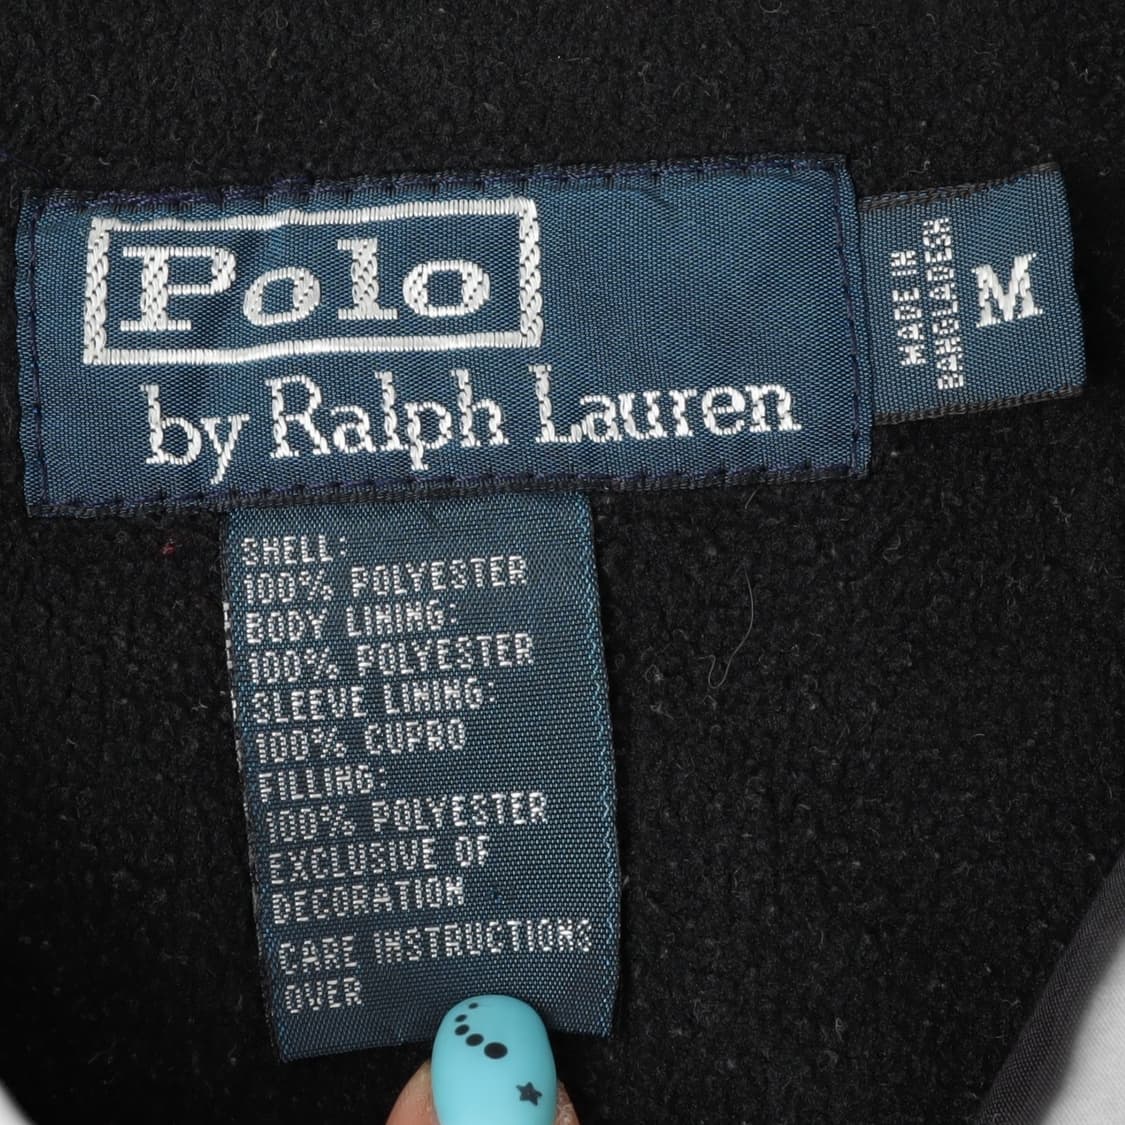 Polo
by Ralph Lauren
MADE IN
BANGLADESH
M
SHELL:
100% POLYESTER
BODY LINING:
100% POLYESTER
SLEEVE LINING:
100% CUPRO
FILLING:
100% POLYESTER
EXCLUSIVE OF
DECORATION
CARE INSTRUCTIONS
OVER